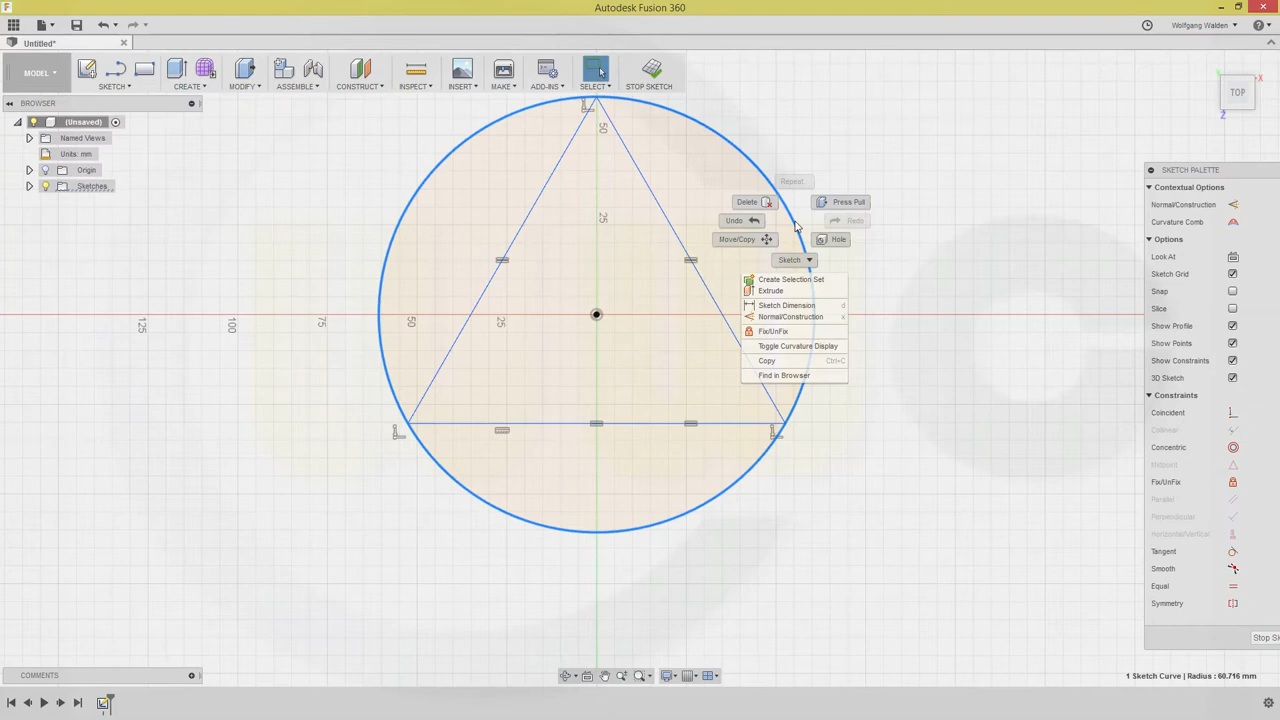 Autodesk Fusion 360
Wolfgang Walden
Untitled*
MODEL
SKETCH
CREATE
MODIFY
ASSEMBLE
CONSTRUCT
INSPECT
INSERT
MAKE
ADD-INS
SELECT
STOP SKETCH
BROWSER
(Unsaved)
Named Views
Units: mm
Origin
Sketches
TOP
X
Z
50
25
125
100
75
50
25
Repeat
Delete
Press Pull
Undo
Redo
Move/Copy
Hole
Sketch
Create Selection Set
Extrude
Sketch Dimension d
Normal/Construction x
Fix/UnFix
Toggle Curvature Display
Copy Ctrl+C
Find in Browser
SKETCH PALETTE
Contextual Options
Normal/Construction
Curvature Comb
Options
Look At
Sketch Grid
Snap
Slice
Show Profile
Show Points
Show Constraints
3D Sketch
Constraints
Coincident
Collinear
Concentric
Midpoint
Fix/UnFix
Parallel
Perpendicular
Horizontal/Vertical
Tangent
Smooth
Equal
Symmetry
Stop Sk
COMMENTS
1 Sketch Curve | Radius : 60.716 mm